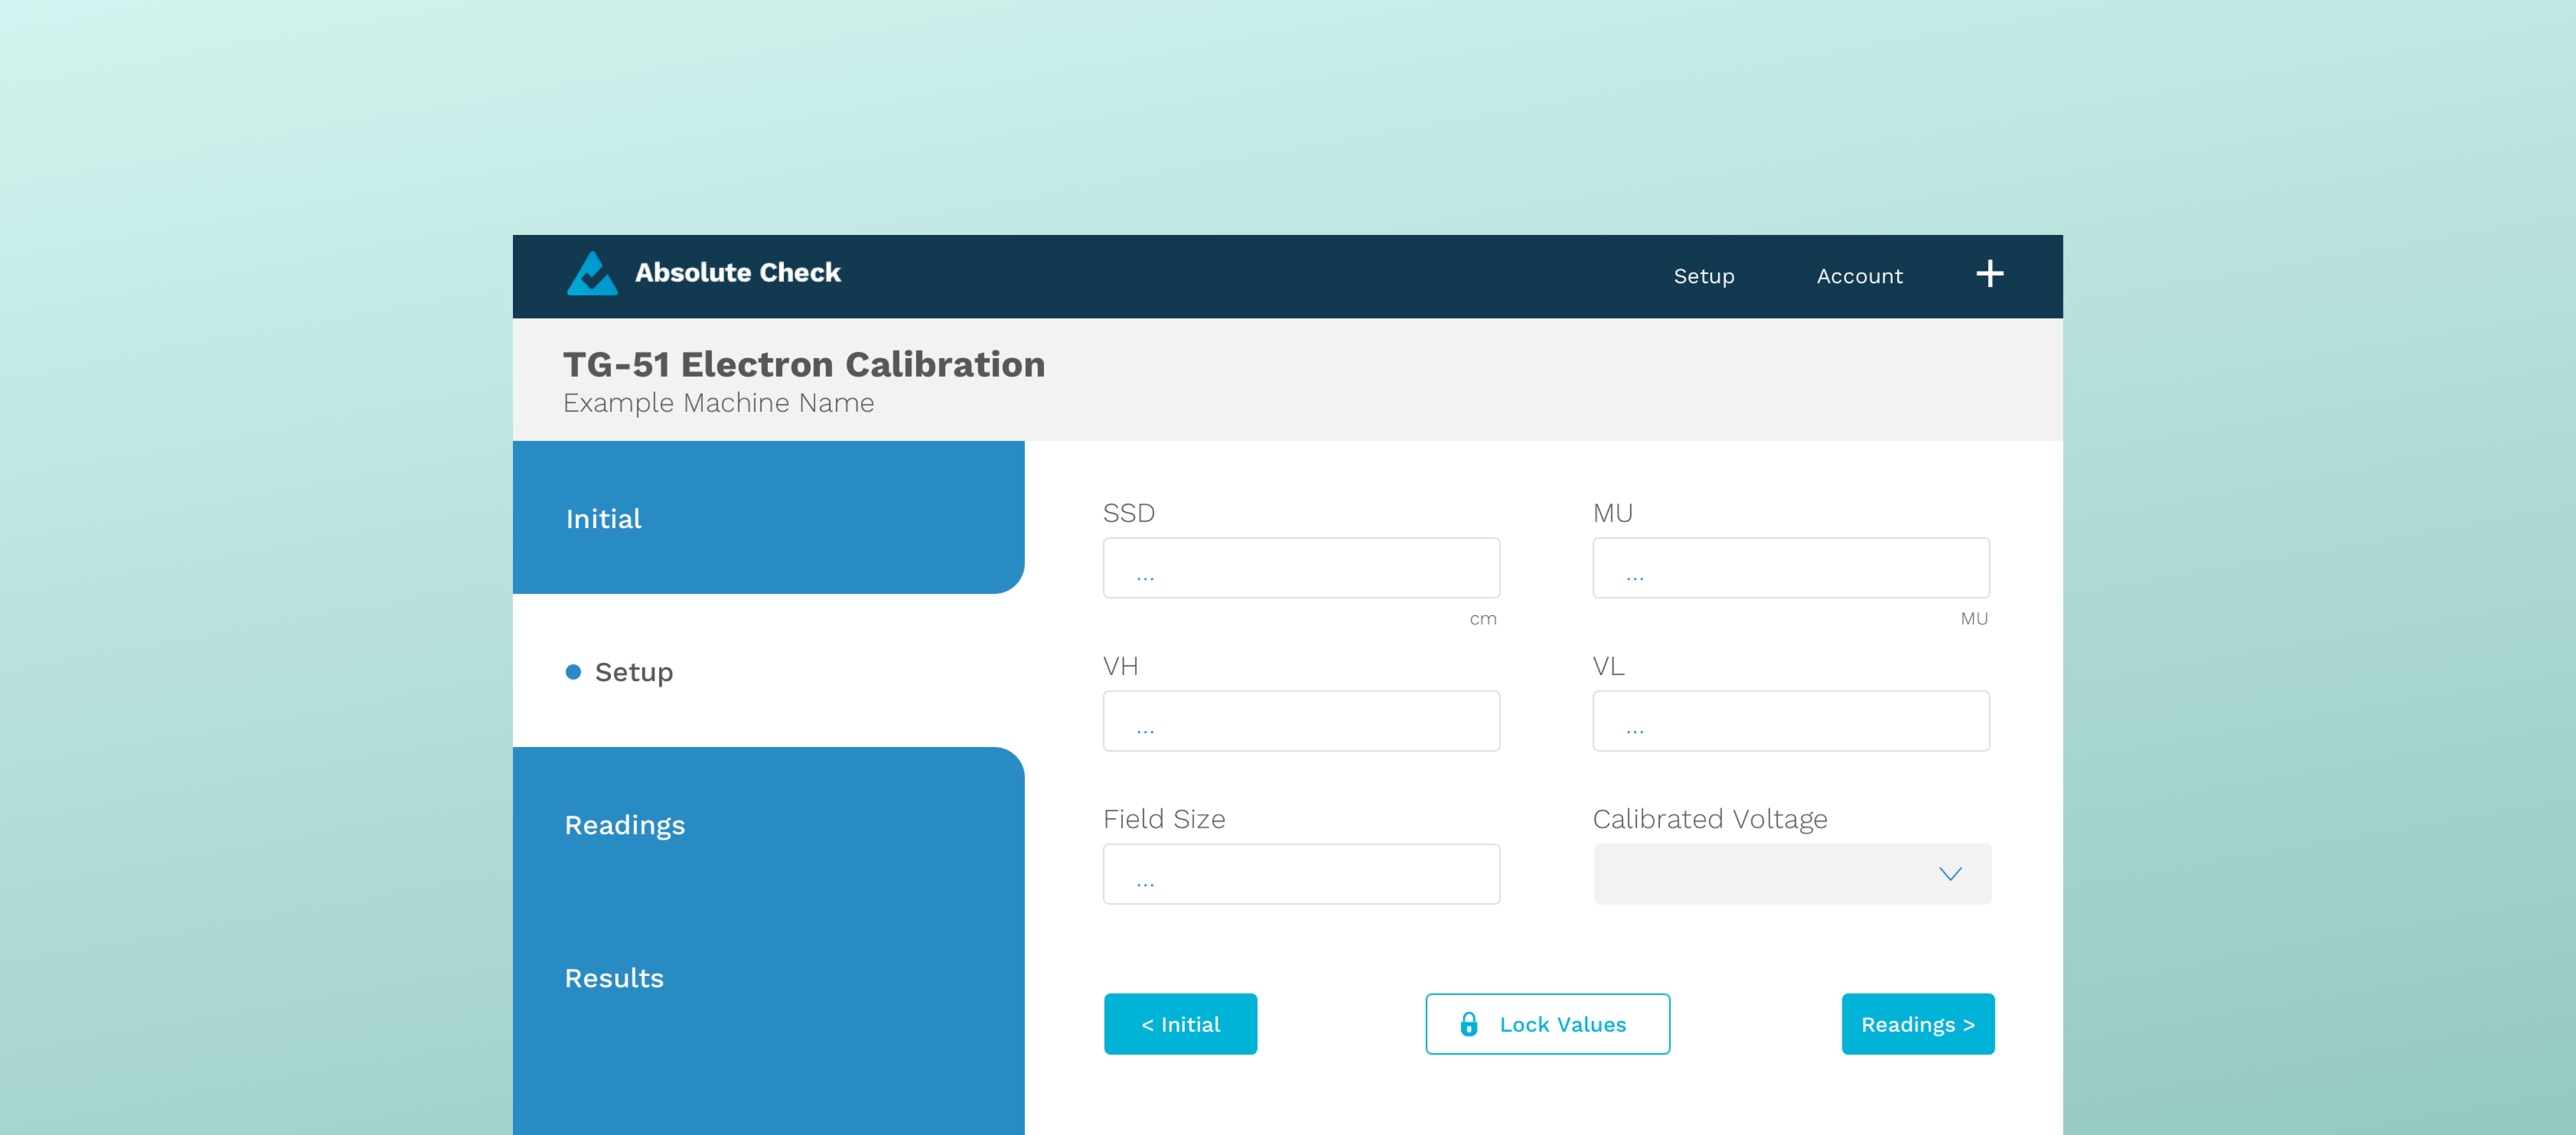 Absolute Check
Setup Account +
TG-51 Electron Calibration
Example Machine Name
Initial
Setup
Readings
Results
SSD
...
cm
MU
...
MU
VH
...
VL
...
Field Size
...
Calibrated Voltage
< Initial
Lock Values
Readings >